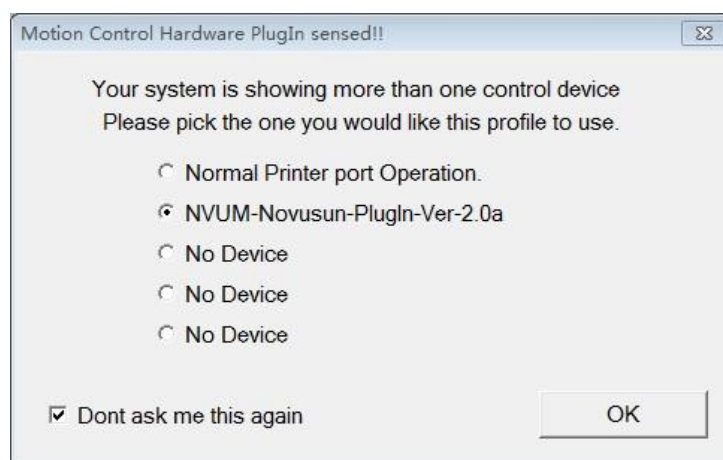 Motion Control Hardware PlugIn sensed!!
Your system is showing more than one control device
Please pick the one you would like this profile to use.
Normal Printer port Operation.
NVUM-Novusun-PlugIn-Ver-2.0a
No Device
No Device
No Device
Dont ask me this again
OK